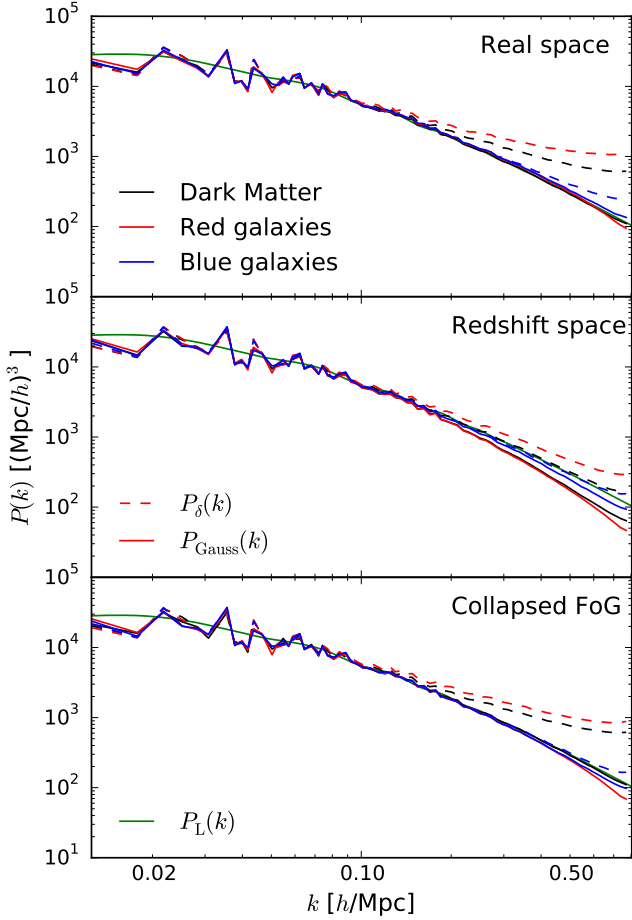 10^5
Real space
10^4
10^3
Dark Matter
10^2
Red galaxies
Blue galaxies
10^5
Redshift space
10^4
P(k) [(Mpc/h)^3 ]
10^3
10^2
P_δ(k)
P_Gauss(k)
10^5
Collapsed FoG
10^4
10^3
10^2
P_L(k)
10^1
0.02 0.10 0.50
k [h/Mpc]